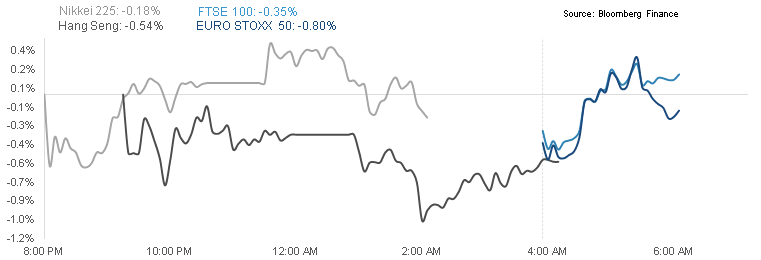 Nikkei 225: -0.18%
FTSE 100: -0.35%
Source: Bloomberg Finance
Hang Seng: -0.54%
EURO STOXX 50: -0.80%
0.4%
0.2%
0.1%
-0.1%
-0.3%
-0.4%
-0.6%
-0.7%
-0.9%
-1.0%
-1.2%
8:00 PM
10:00 PM
12:00 AM
2:00 AM
4:00 AM
6:00 AM